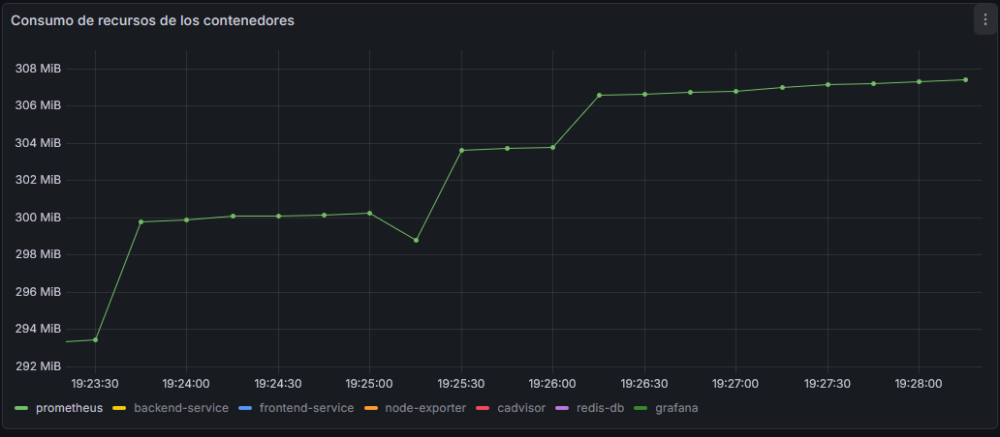 Consumo de recursos de los contenedores
308 MiB
306 MiB
304 MiB
302 MiB
300 MiB
298 MiB
296 MiB
294 MiB
292 MiB
19:23:30 19:24:00 19:24:30 19:25:00 19:25:30 19:26:00 19:26:30 19:27:00 19:27:30 19:28:00
prometheus backend-service frontend-service node-exporter cadvisor redis-db grafana